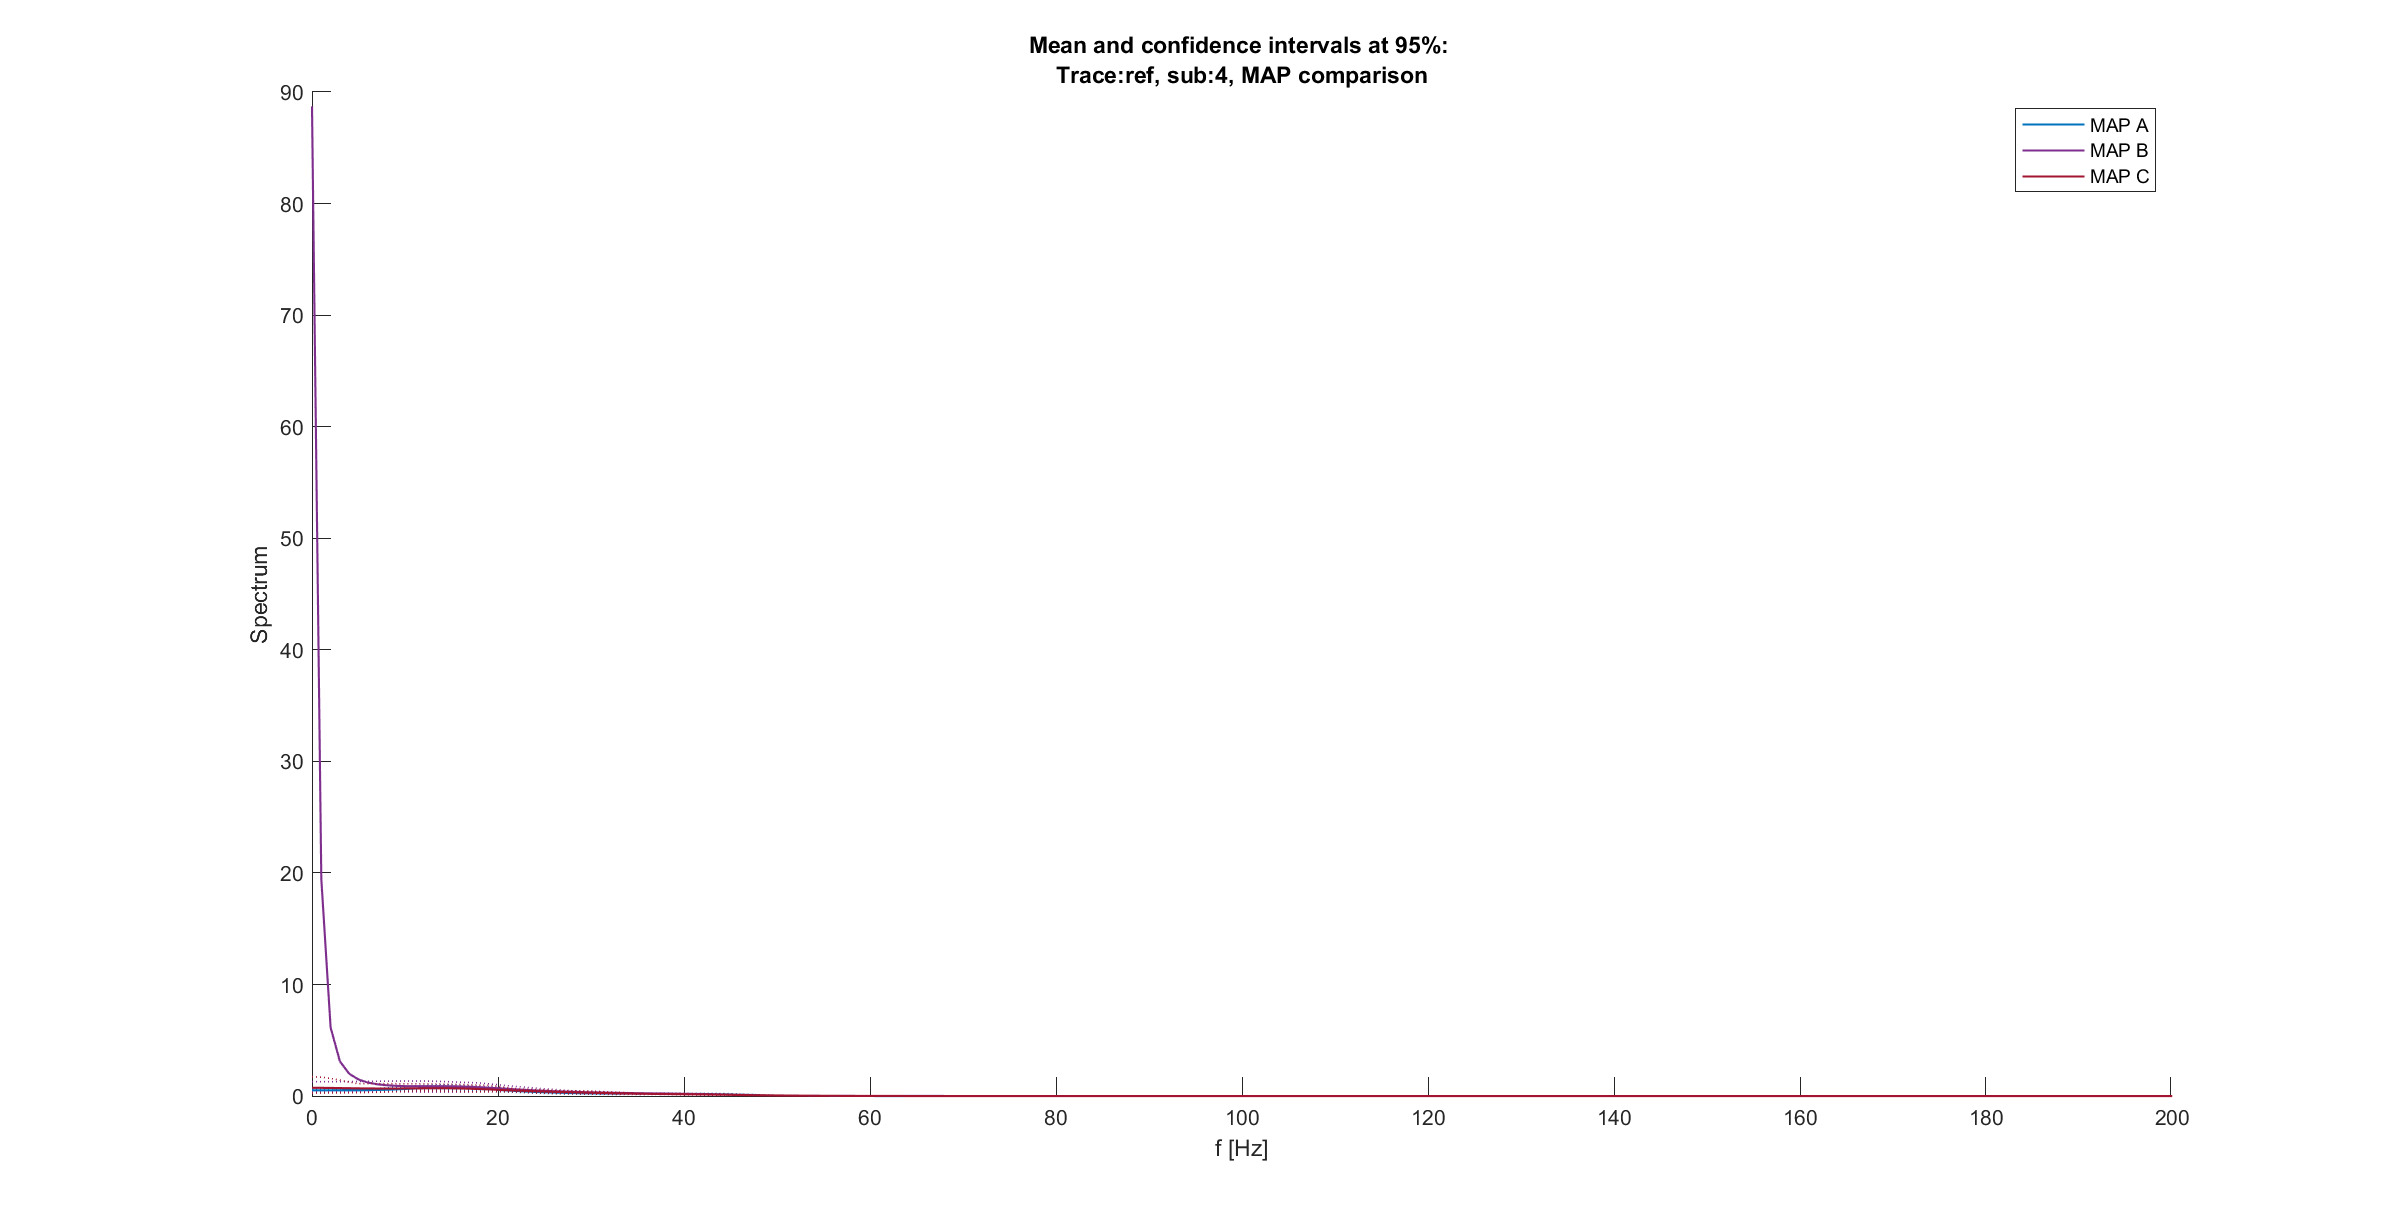 Mean and confidence intervals at 95%:
Trace:ref, sub:4, MAP comparison
MAP A
MAP B
MAP C
Spectrum
90
80
70
60
50
40
30
20
10
0
0 20 40 60 80 100 120 140 160 180 200
f [Hz]